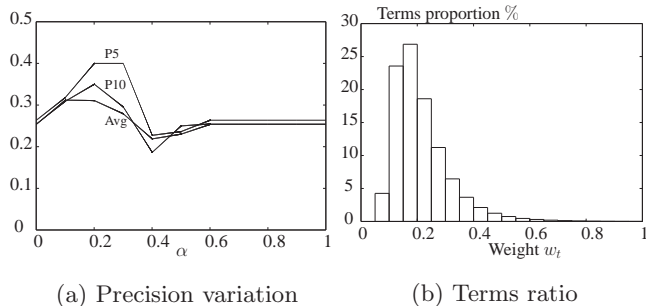 0.5
0.4
0.3
0.2
0.1
0
P5
P10
Avg
0 0.2 0.4 0.6 0.8 1
α
(a) Precision variation
Terms proportion %
30
25
20
15
10
5
0
0 0.2 0.4 0.6 0.8 1
Weight wₜ
(b) Terms ratio